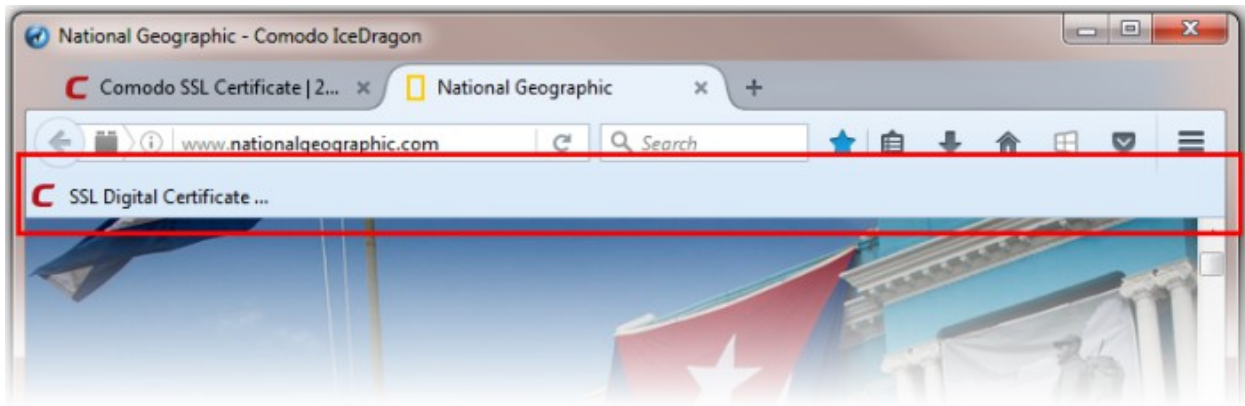 National Geographic - Comodo IceDragon
Comodo SSL Certificate | 2... National Geographic
www.nationalgeographic.com Search
SSL Digital Certificate ...